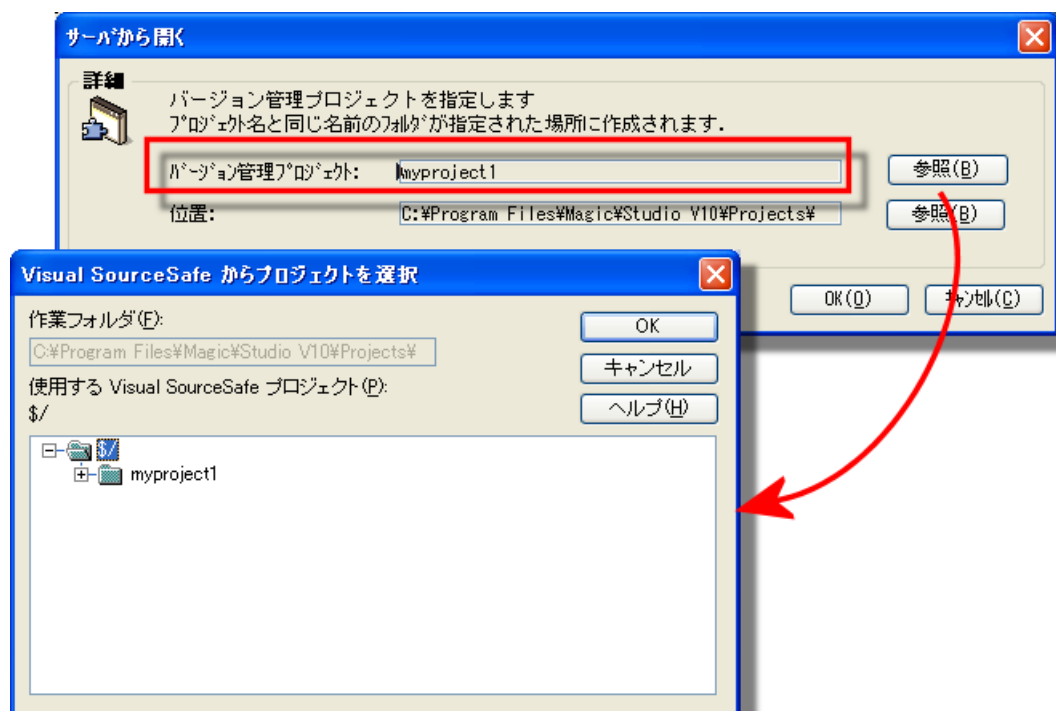 サーバから開く
詳細
バージョン管理プロジェクトを指定します
ﾌﾟﾛｼﾞｪｸﾄ名と同じ名前のﾌｫﾙﾀﾞが指定された場所に作成されます.
ﾊﾞｰｼﾞｮﾝ管理ﾌﾟﾛｼﾞｪｸﾄ: myproject1 参照(B)
位置: C:¥Program Files¥Magic¥Studio V10¥Projects¥ 参照(B)
OK(O) ｷｬﾝｾﾙ(C)
Visual SourceSafe からプロジェクトを選択
作業フォルダ(F):
C:¥Program Files¥Magic¥Studio V10¥Projects¥
使用する Visual SourceSafe プロジェクト(P):
$/
OK
キャンセル
ヘルプ(H)
$/
myproject1